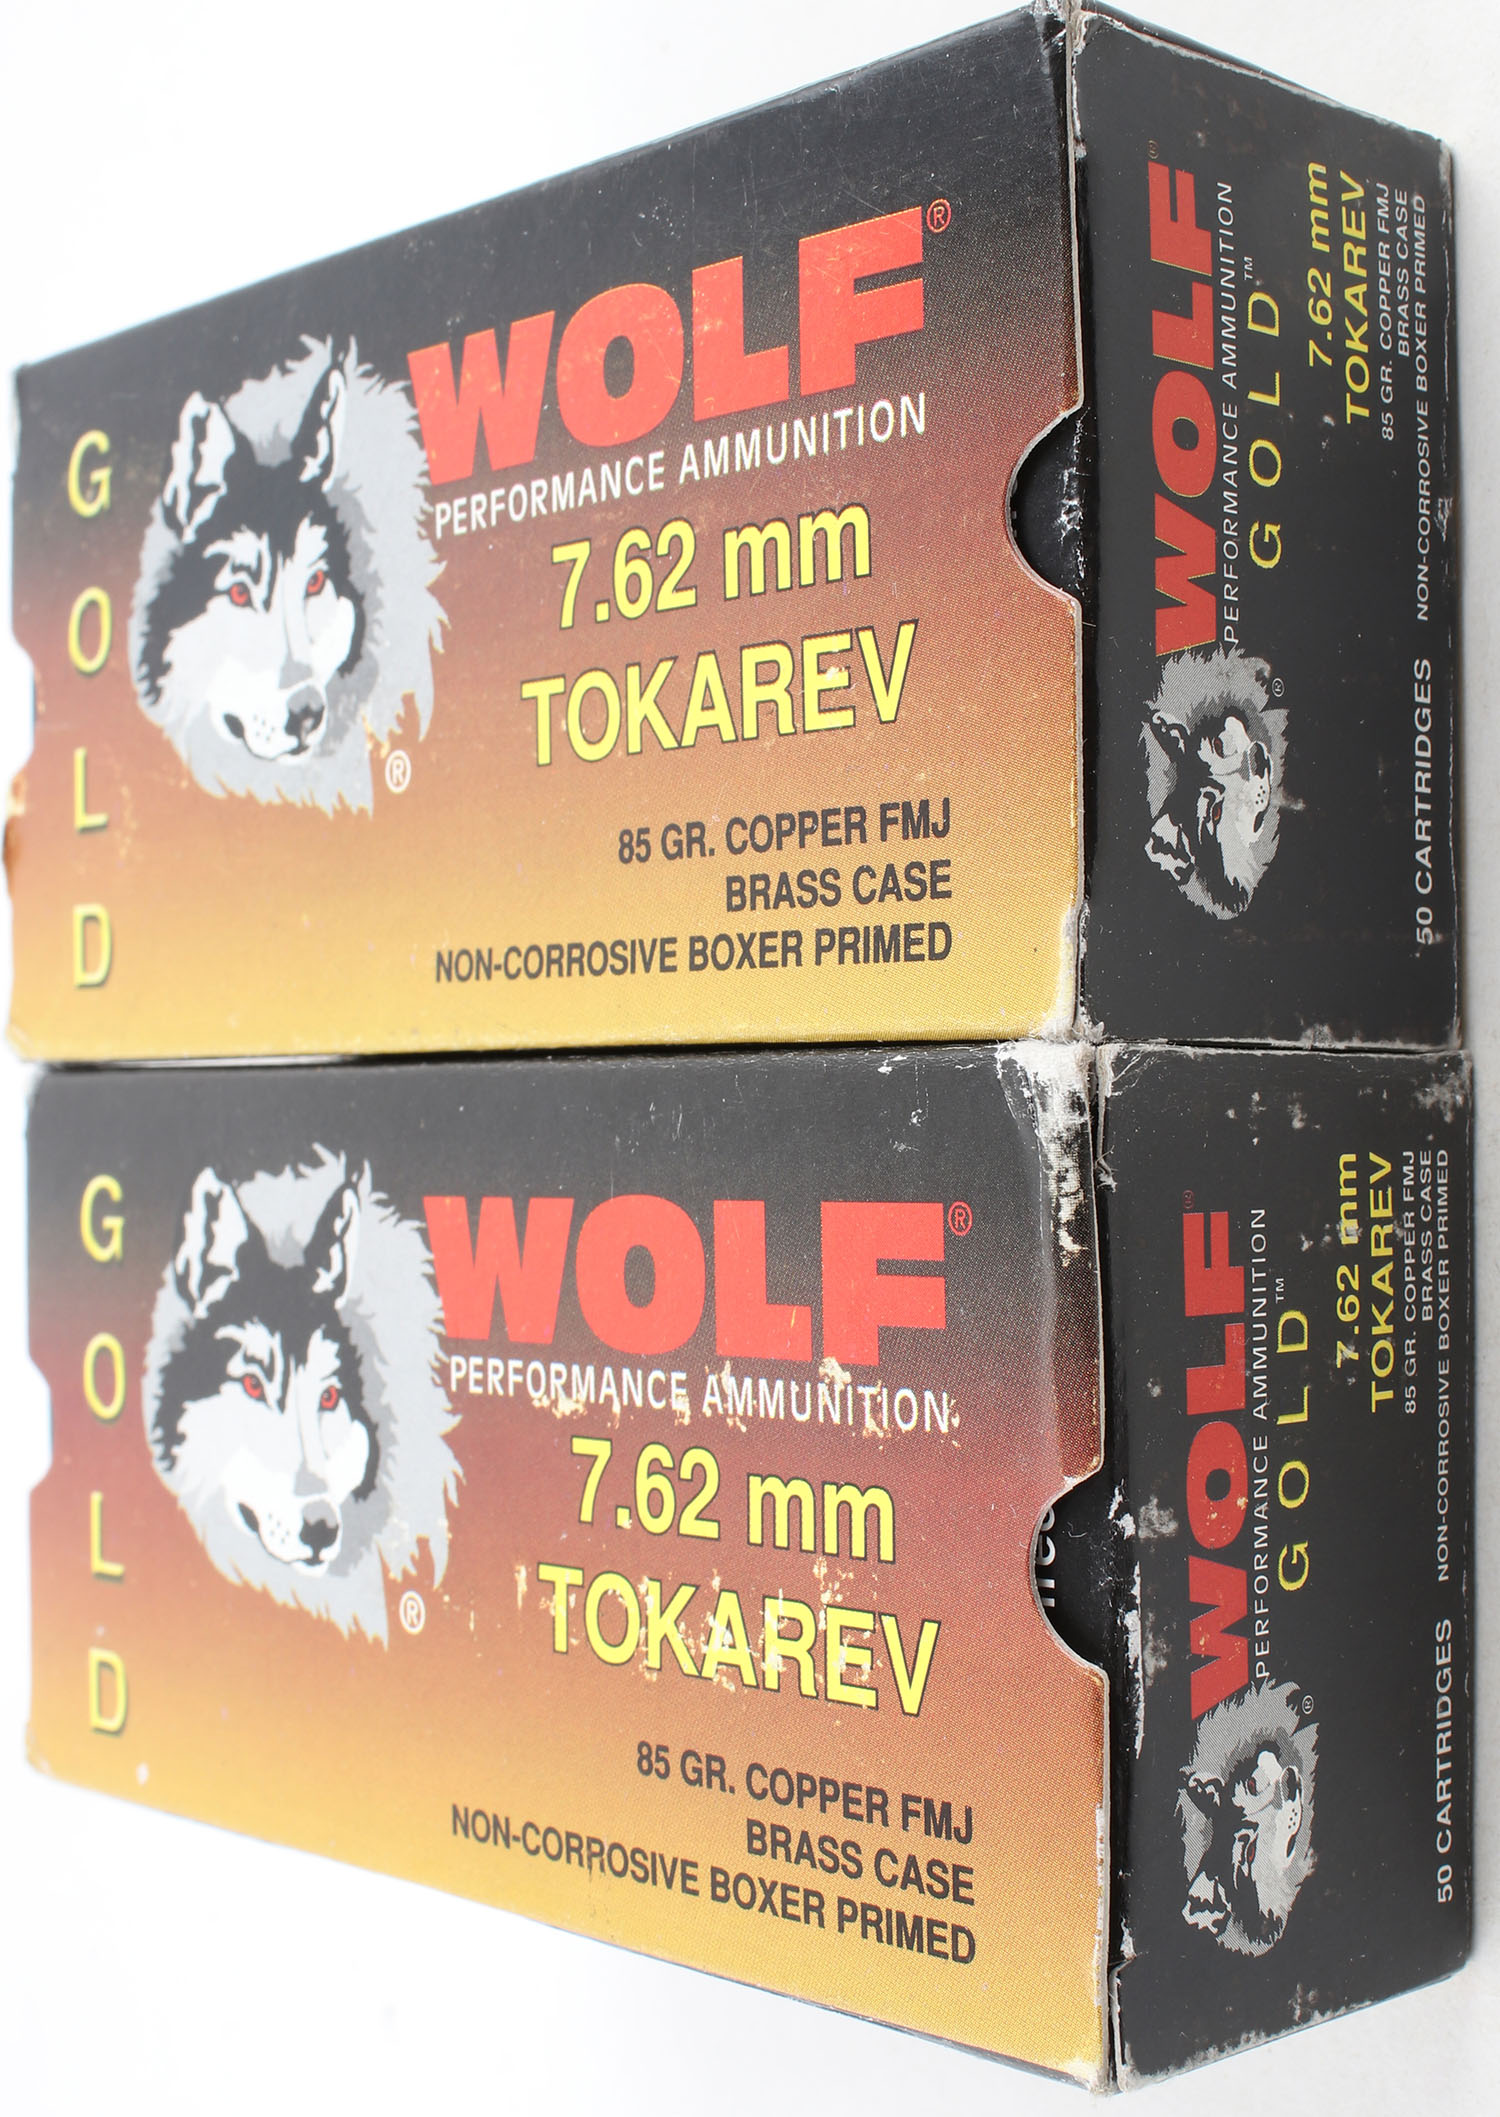 GOLD
WOLF®
PERFORMANCE AMMUNITION
7.62 mm
TOKAREV
®
85 GR. COPPER FMJ
BRASS CASE
NON-CORROSIVE BOXER PRIMED
WOLF®
PERFORMANCE AMMUNITION
GOLD™
7.62 mm
TOKAREV
85 GR. COPPER FMJ
BRASS CASE
NON-CORROSIVE BOXER PRIMED
®
50 CARTRIDGES
GOLD
WOLF®
PERFORMANCE AMMUNITION
7.62 mm
TOKAREV
®
85 GR. COPPER FMJ
BRASS CASE
NON-CORROSIVE BOXER PRIMED
WOLF®
PERFORMANCE AMMUNITION
GOLD™
7.62 mm
TOKAREV
85 GR. COPPER FMJ
BRASS CASE
NON-CORROSIVE BOXER PRIMED
®
50 CARTRIDGES